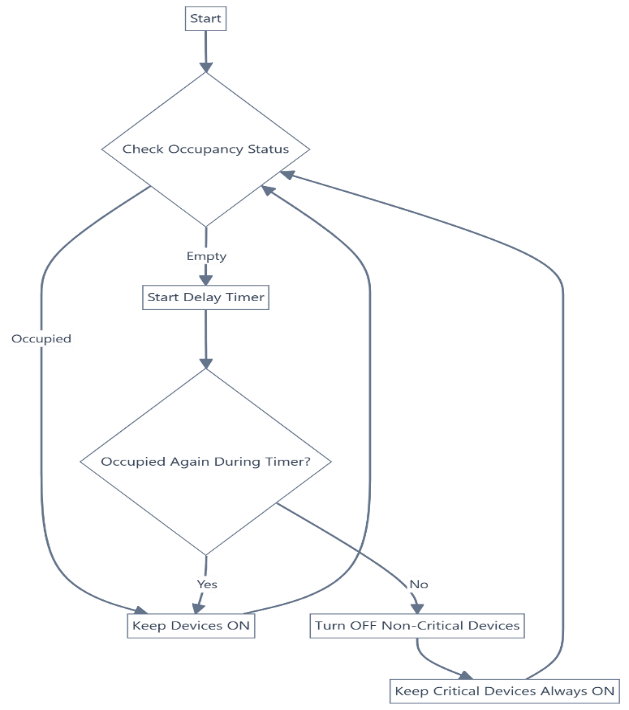 Start
Check Occupancy Status
Empty
Start Delay Timer
Occupied
Occupied Again During Timer?
Yes
No
Keep Devices ON
Turn OFF Non-Critical Devices
Keep Critical Devices Always ON